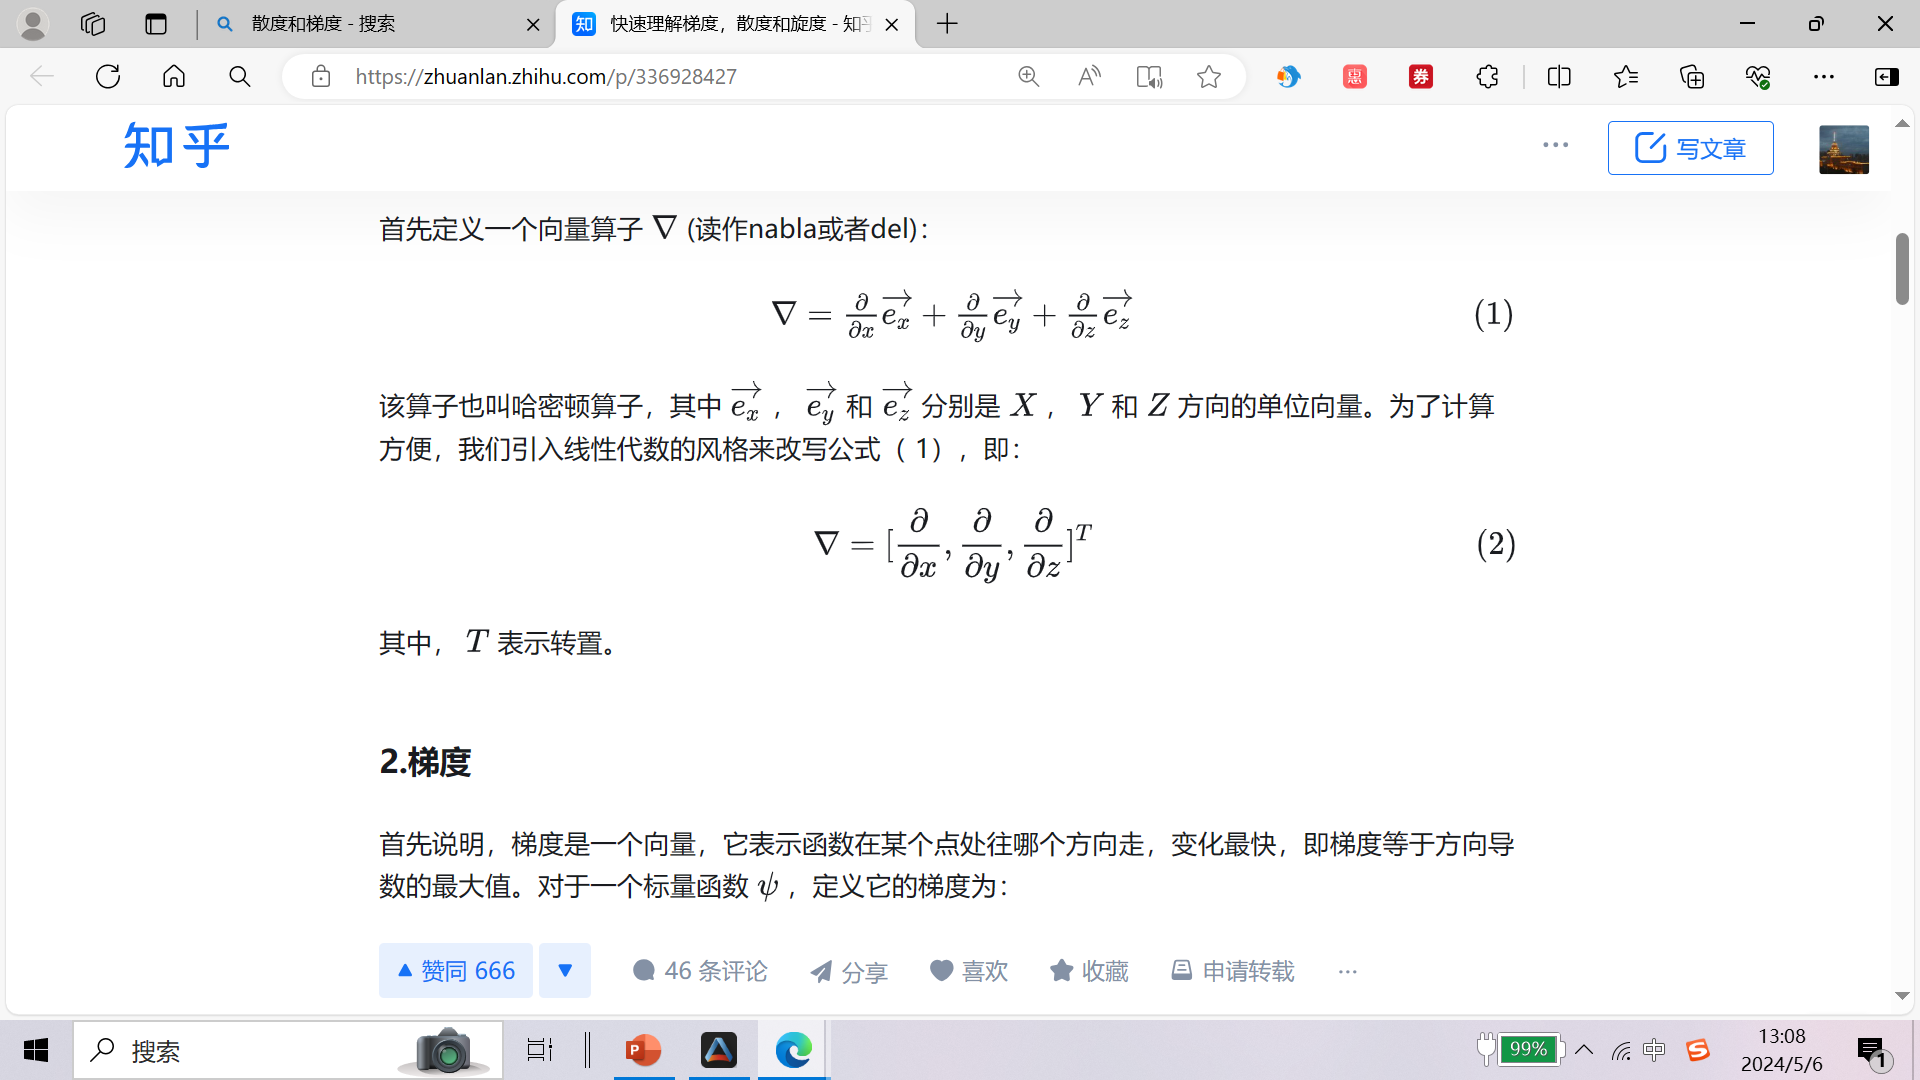 散度和梯度 - 搜索
知 快速理解梯度，散度和旋度 - 知乎
https://zhuanlan.zhihu.com/p/336928427
惠 券
知乎
写文章
首先定义一个向量算子 ∇ (读作nabla或者del)：
∇ = ∂/∂x e_x→ + ∂/∂y e_y→ + ∂/∂z e_z→ (1)
该算子也叫哈密顿算子，其中 e_x→ ， e_y→ 和 e_z→ 分别是 X ， Y 和 Z 方向的单位向量。为了计算
方便，我们引入线性代数的风格来改写公式（ 1），即：
∇ = [∂/∂x, ∂/∂y, ∂/∂z]^T (2)
其中， T 表示转置。
2.梯度
首先说明，梯度是一个向量，它表示函数在某个点处往哪个方向走，变化最快，即梯度等于方向导
数的最大值。对于一个标量函数 ψ ，定义它的梯度为：
赞同 666 46 条评论 分享 喜欢 收藏 申请转载 ...
搜索
P
99%
中
S
13:08
2024/5/6
1